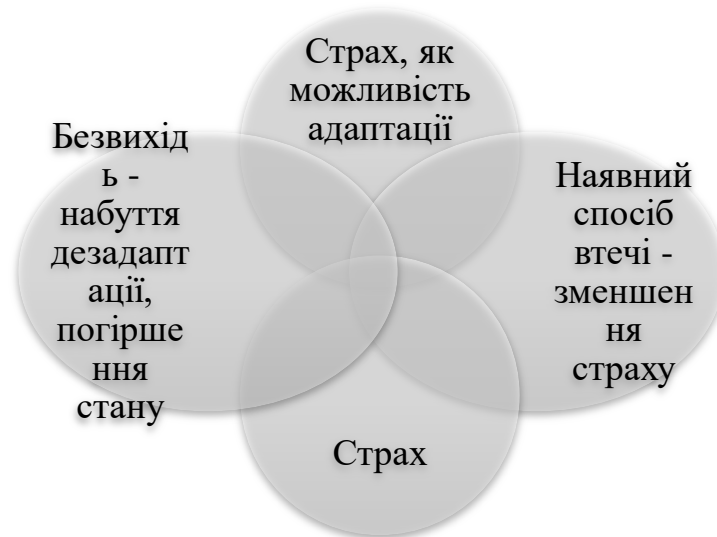 Страх, як
можливість
адаптації
Безвихід
ь -
набуття
дезадапт
ації,
погірше
ння
стану
Наявний
спосіб
втечі -
зменшен
ня
страху
Страх